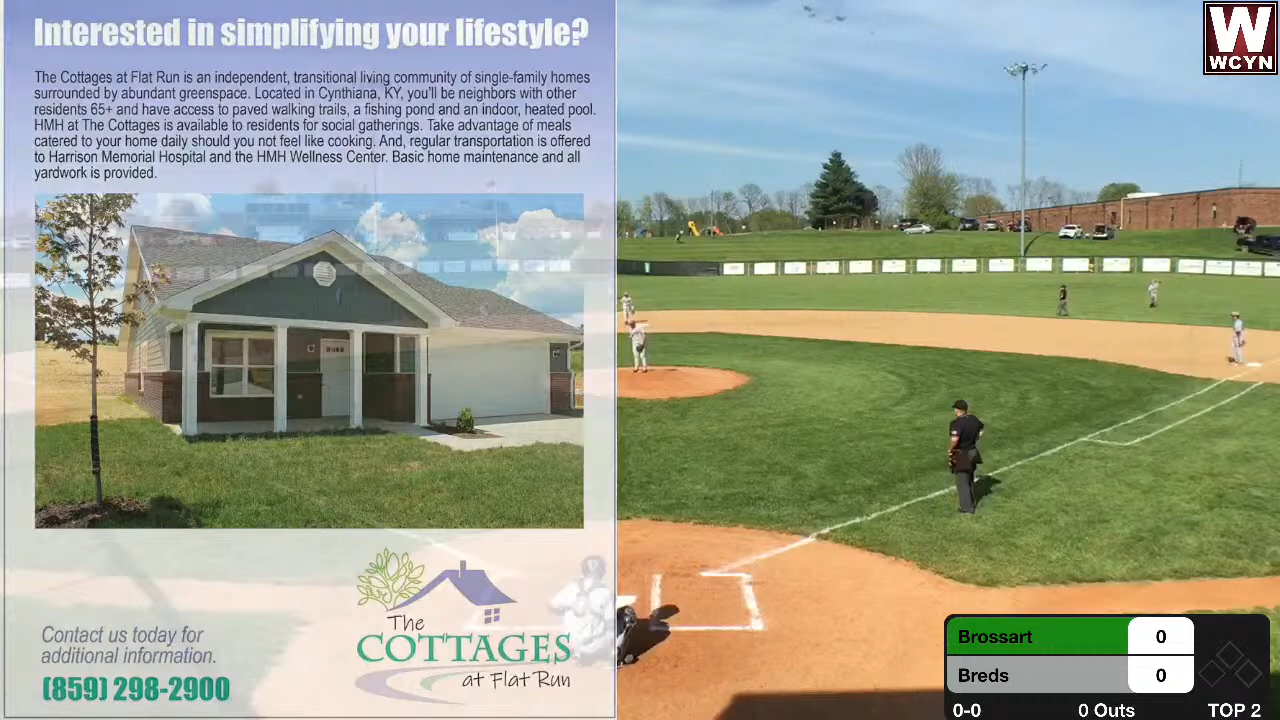 Interested in simplifying your lifestyle?
The Cottages at Flat Run is an independent, transitional living community of single-family homes
surrounded by abundant greenspace. Located in Cynthiana, KY, you'll be neighbors with other
residents 65+ and have access to paved walking trails, a fishing pond and an indoor, heated pool.
HMH at The Cottages is available to residents for social gatherings. Take advantage of meals
catered to your home daily should you not feel like cooking. And, regular transportation is offered
to Harrison Memorial Hospital and the HMH Wellness Center. Basic home maintenance and all
yardwork is provided.
Contact us today for
additional information.
(859) 298-2900
The
COTTAGES
at Flat Run
W
WCYN
Brossart 0
Breds 0
0-0 0 Outs TOP 2